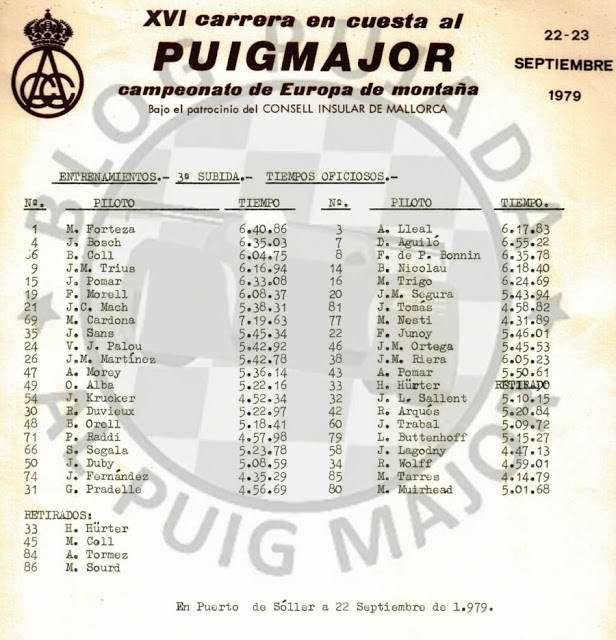 XVI carrera en cuesta al
PUIGMAJOR
campeonato de Europa de montaña
Bajo el patrocinio del CONSELL INSULAR DE MALLORCA
22-23
SEPTIEMBRE
1979
BLOG PUJADA
AL PUIG MAJOR
ENTRENAMIENTOS.- 3ª SUBIDA.- TIEMPOS OFICIOSOS.-
Nº. PILOTO TIEMPO Nº. PILOTO TIEMPO.
1 M. Forteza 6.40.86 3 A. Lleal 6.17.83
4 J. Bosch 6.35.03 7 D. Aguiló 6.55.22
J6 B. Coll 6.04.75 8 F. de P. Bonnin 6.35.78
9 J.M. Trius 6.16.94 14 B. Nicolau 6.18.40
15 J. Pomar 6.33.08 16 M. Trigo 6.24.69
19 F. Morell 6.08.37 20 J.M. Segura 5.43.94
21 J.C. Mach 5.38.31 81 J. Tomás 4.58.82
69 M. Cardona 7.19.63 77 M. Nesti 4.31.89
35 J. Sans 5.45.34 22 F. Junoy 5.46.01
24 V. J. Palou 5.42.92 46 J.M. Ortega 5.45.53
26 J.M. Martínez 5.42.78 38 J.M. Riera 6.05.23
47 A. Morey 5.36.14 43 A. Pomar 5.50.61
49 O. Alba 5.22.16 33 H. Hürter RETIRADO
54 J. Krucker 4.52.34 32 J. L. Sallent 5.10.15
30 R. Duvieux 5.22.97 42 R. Arqués 5.20.84
48 B. Orell 5.18.41 60 J. Trabal 5.09.72
71 P. Raddi 4.57.98 79 L. Buttenhoff 5.15.27
66 S. Segala 5.23.78 58 J. Lagodny 4.47.13
50 J. Duby 5.08.59 34 R. Wolff 4.59.01
74 J. Fernández 4.35.29 85 M. Tarres 4.14.79
31 G. Pradelle 4.56.69 80 M. Muirhead 5.01.68
RETIRADOS:
33 H. Hürter
45 M. Coll
84 A. Tormez
86 M. Sourd
En Puerto de Sóller a 22 Septiembre de 1.979.